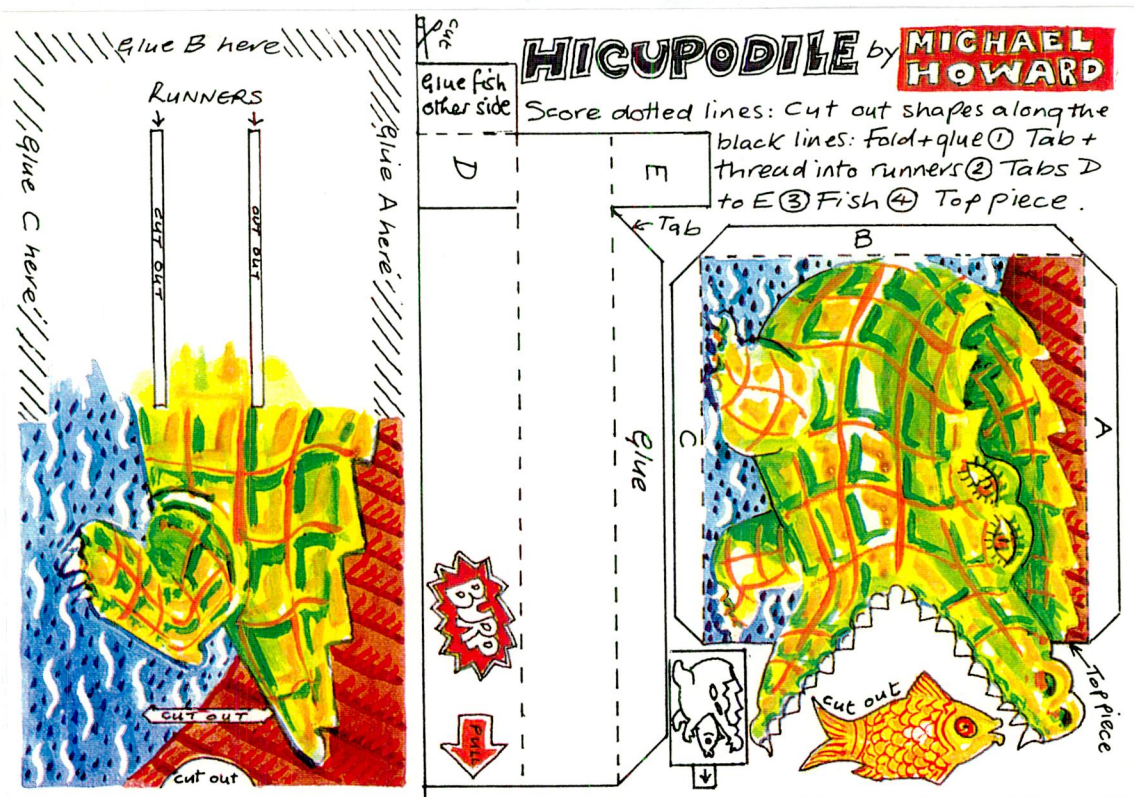 Glue B here
RUNNERS
Glue C here
CUT OUT
CUT OUT
Glue A here
cut out
cut out
cut
Glue fish
other side
D
E
Tab
Glue
BURP
PULL
HICUPODILE by MICHAEL
HOWARD
Score dotted lines: Cut out shapes along the
black lines: Fold+glue ① Tab +
thread into runners ② Tabs D
to E ③ Fish ④ Top piece.
B
C
A
Top piece
cut out